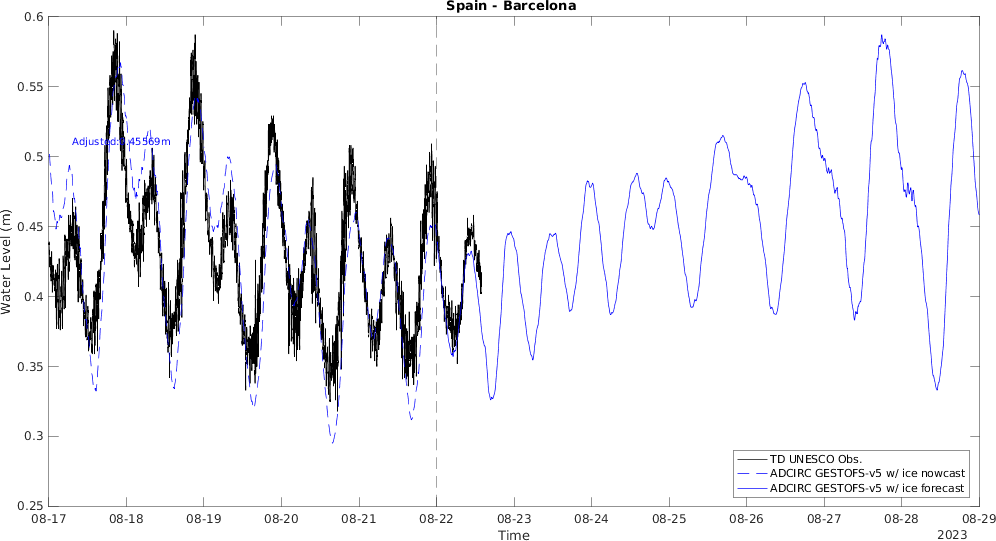 Spain - Barcelona
0.6
0.55
0.5
0.45
0.4
0.35
0.3
0.25
Water Level (m)
Adjusted:0.45569m
TD UNESCO Obs.
ADCIRC GESTOFS-v5 w/ ice nowcast
ADCIRC GESTOFS-v5 w/ ice forecast
08-17 08-18 08-19 08-20 08-21 08-22 08-23 08-24 08-25 08-26 08-27 08-28 08-29
Time
2023